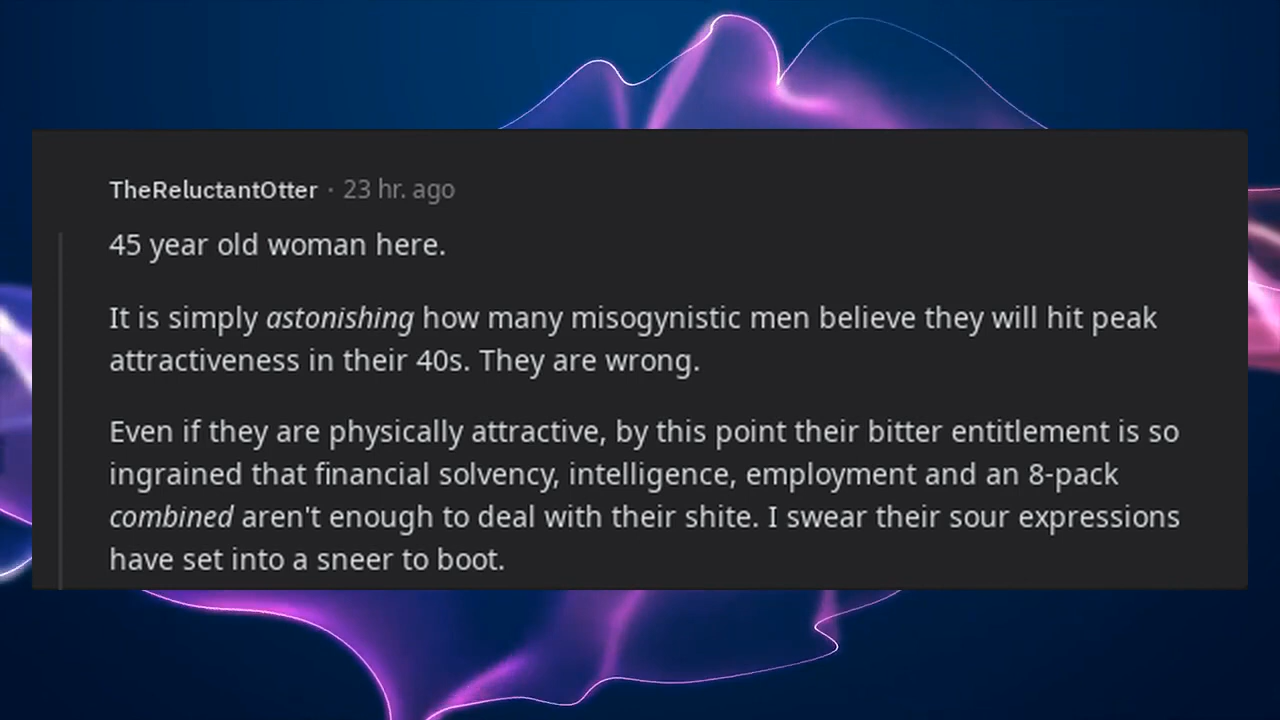 TheReluctantOtter · 23 hr. ago
45 year old woman here.
It is simply astonishing how many misogynistic men believe they will hit peak
attractiveness in their 40s. They are wrong.
Even if they are physically attractive, by this point their bitter entitlement is so
ingrained that financial solvency, intelligence, employment and an 8-pack
combined aren't enough to deal with their shite. I swear their sour expressions
have set into a sneer to boot.